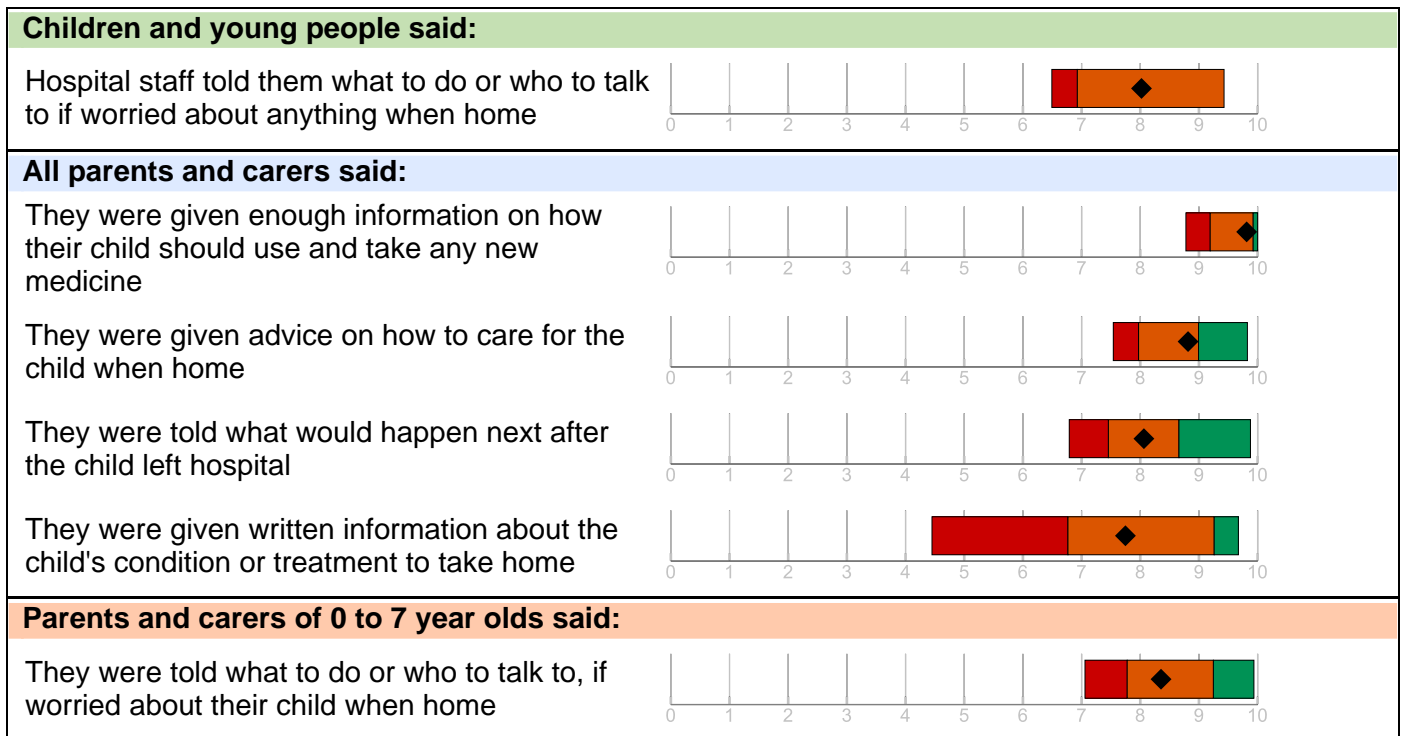 Children and young people said:
Hospital staff told them what to do or who to talk
to if worried about anything when home
0 1 2 3 4 5 6 7 8 9 10
All parents and carers said:
They were given enough information on how
their child should use and take any new
medicine
0 1 2 3 4 5 6 7 8 9 10
They were given advice on how to care for the
child when home
0 1 2 3 4 5 6 7 8 9 10
They were told what would happen next after
the child left hospital
0 1 2 3 4 5 6 7 8 9 10
They were given written information about the
child's condition or treatment to take home
0 1 2 3 4 5 6 7 8 9 10
Parents and carers of 0 to 7 year olds said:
They were told what to do or who to talk to, if
worried about their child when home
0 1 2 3 4 5 6 7 8 9 10